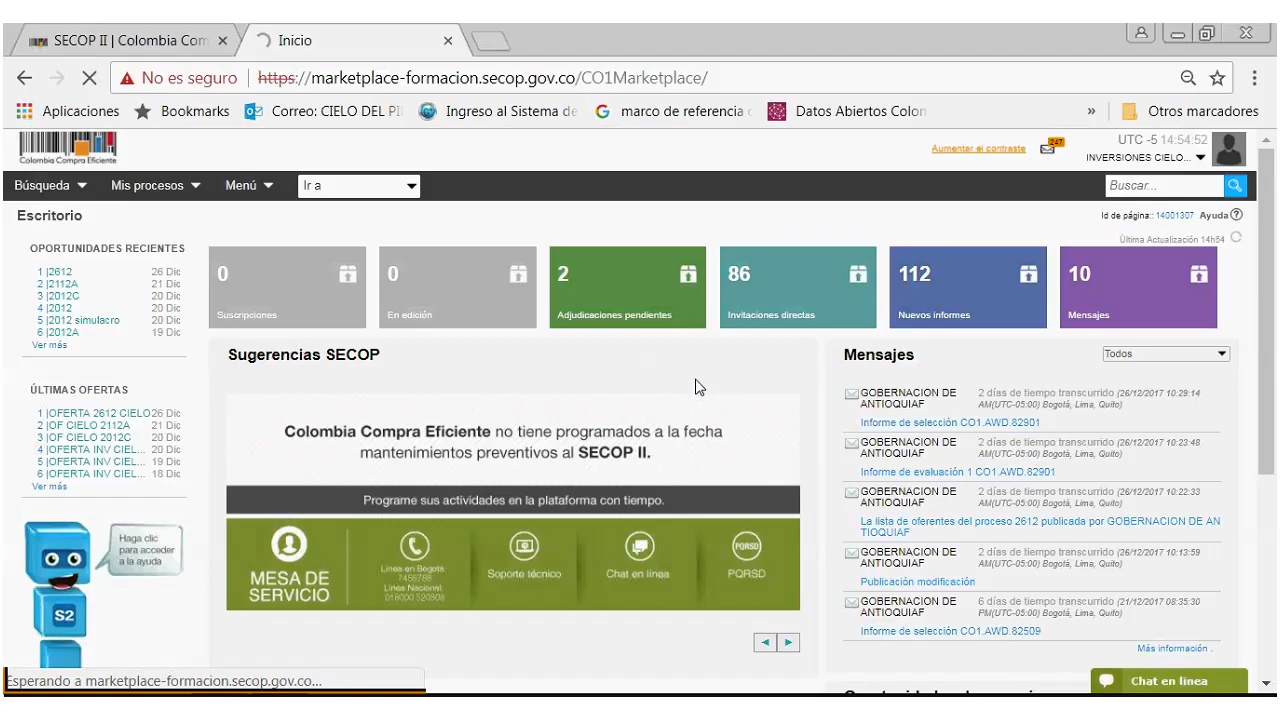 SECOP II | Colombia Com
Inicio
No es seguro https://marketplace-formacion.secop.gov.co/CO1Marketplace/
Aplicaciones Bookmarks Correo: CIELO DEL PI Ingreso al Sistema de marco de referencia Datos Abiertos Colon » Otros marcadores
Colombia Compra Eficiente
Aumentar el contraste 247 UTC -5 14:54:52
INVERSIONES CIELO...
Búsqueda Mis procesos Menú Ir a Buscar...
Escritorio Id de página:: 14001307 Ayuda
Última Actualización 14h54
OPORTUNIDADES RECIENTES
1 |2612 26 Dic
2 |2112A 21 Dic
3 |2012C 20 Dic
4 |2012 20 Dic
5 |2012 simulacro 20 Dic
6 |2012A 19 Dic
Ver más
0
Suscripciones
0
En edición
2
Adjudicaciones pendientes
86
Invitaciones directas
112
Nuevos informes
10
Mensajes
ÚLTIMAS OFERTAS
1 |OFERTA 2612 CIELO 26 Dic
2 |OF CIELO 2112A 21 Dic
3 |OF CIELO 2012C 20 Dic
4 |OFERTA INV CIEL... 20 Dic
5 |OFERTA INV CIEL... 19 Dic
6 |OFERTA INV CIEL... 18 Dic
Ver más
Haga clic
para acceder
a la ayuda
S2
Sugerencias SECOP
Colombia Compra Eficiente no tiene programados a la fecha
mantenimientos preventivos al SECOP II.
Programe sus actividades en la plataforma con tiempo.
MESA DE
SERVICIO
Línea en Bogotá:
7456788
Línea Nacional:
018000 520808
Soporte técnico
Chat en línea
PQRSD
PQRSD
Mensajes Todos
GOBERNACION DE 2 días de tiempo transcurrido (26/12/2017 10:29:14
ANTIOQUIAF AM(UTC-05:00) Bogotá, Lima, Quito)
Informe de selección CO1.AWD.82901
GOBERNACION DE 2 días de tiempo transcurrido (26/12/2017 10:23:48
ANTIOQUIAF AM(UTC-05:00) Bogotá, Lima, Quito)
Informe de evaluación 1 CO1.AWD.82901
GOBERNACION DE 2 días de tiempo transcurrido (26/12/2017 10:22:33
ANTIOQUIAF AM(UTC-05:00) Bogotá, Lima, Quito)
La lista de oferentes del proceso 2612 publicada por GOBERNACION DE AN
TIOQUIAF
GOBERNACION DE 2 días de tiempo transcurrido (26/12/2017 10:13:59
ANTIOQUIAF AM(UTC-05:00) Bogotá, Lima, Quito)
Publicación modificación
GOBERNACION DE 6 días de tiempo transcurrido (21/12/2017 08:35:30
ANTIOQUIAF PM(UTC-05:00) Bogotá, Lima, Quito)
Informe de selección CO1.AWD.82509
Más información .
Esperando a marketplace-formacion.secop.gov.co...
Chat en linea